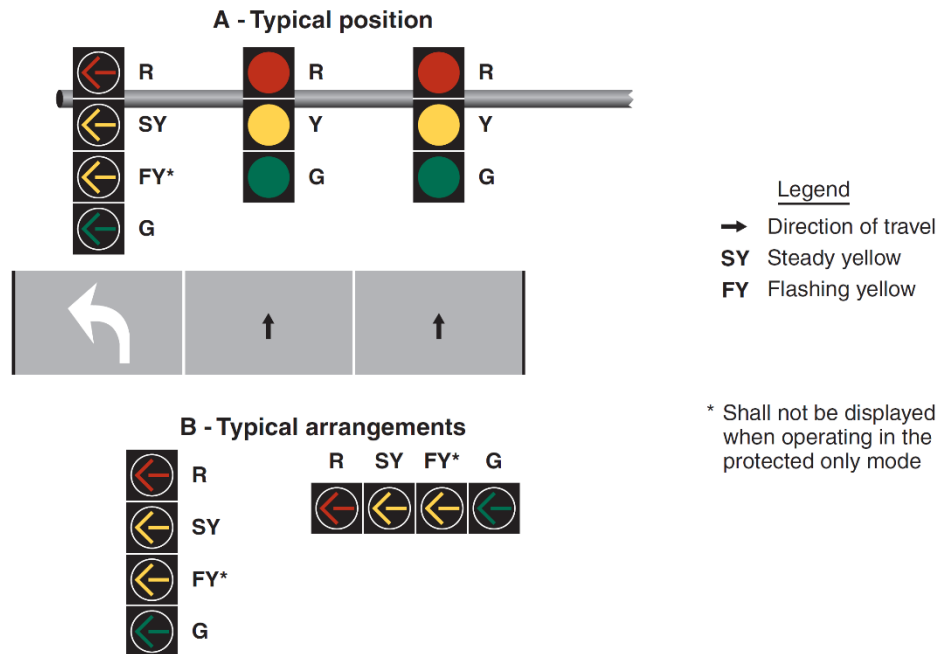 A - Typical position
R R R
SY Y Y
FY* G G
G
Legend
Direction of travel
SY Steady yellow
FY Flashing yellow
* Shall not be displayed
when operating in the
protected only mode
B - Typical arrangements
R
SY
FY*
G
R SY FY* G